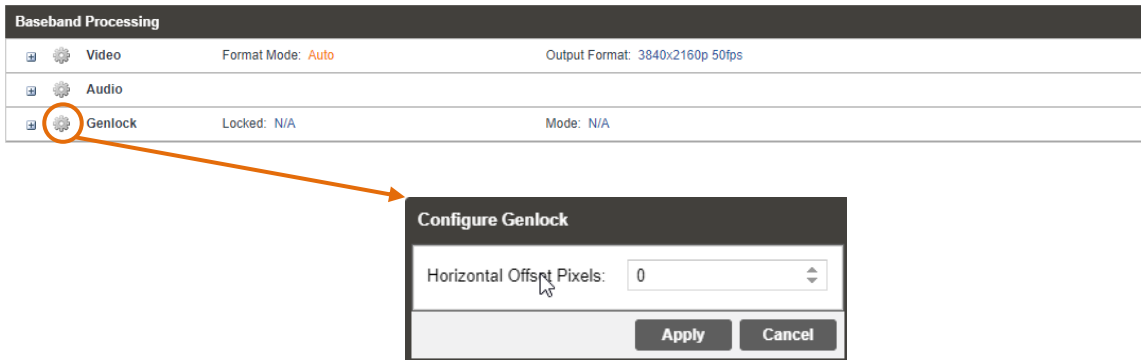 Baseband Processing
Video Format Mode: Auto Output Format: 3840x2160p 50fps
Audio
Genlock Locked: N/A Mode: N/A
Configure Genlock
Horizontal Offset Pixels: 0
Apply Cancel